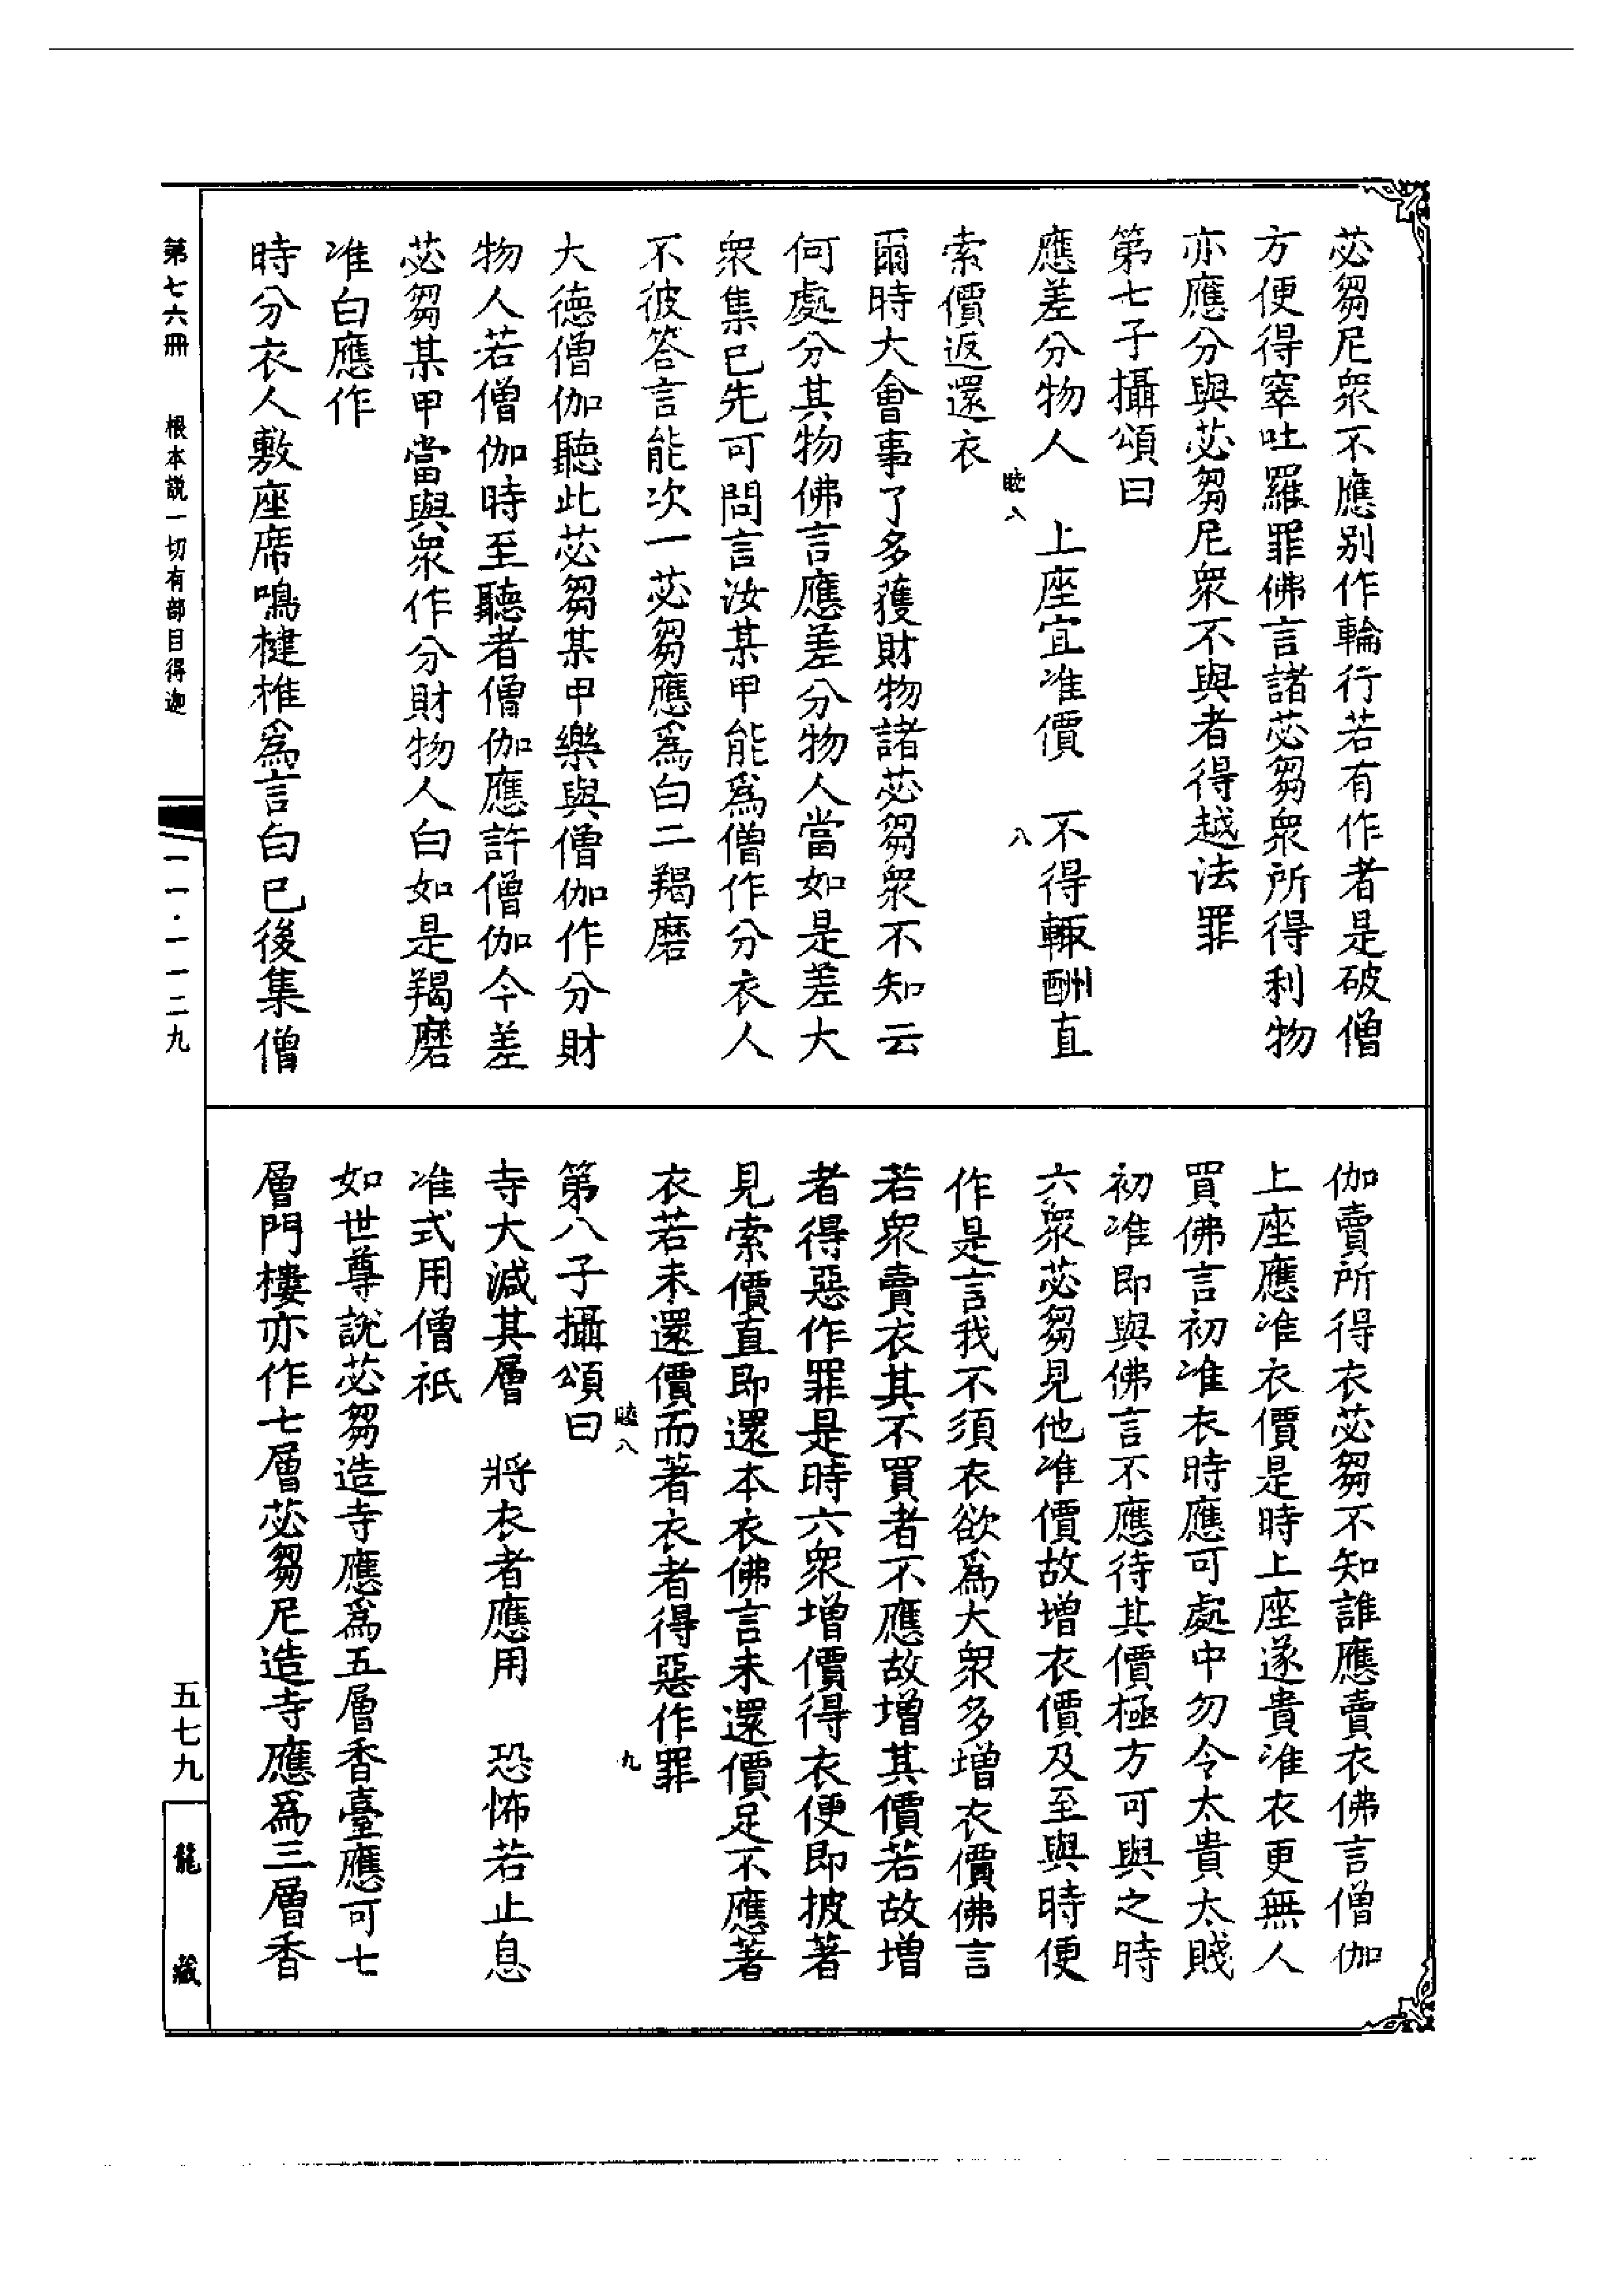 苾芻尼衆不應别作輪行若有作者是破僧
方便得窣吐羅罪佛言諸苾芻衆所得利物
亦應分與苾芻尼衆不與者得越法罪
第七子攝頌曰
應差分物人　上座宜准價　不得輙酬直
睦八　八
索價返還衣
爾時大會事了多獲財物諸苾芻衆不知云
何處分其物佛言應差分物人當如是差大
衆集已先可問言汝某甲能爲僧作分衣人
不彼答言能次一苾芻應爲白二羯磨
大德僧伽聽此苾芻某甲樂與僧伽作分財
物人若僧伽時至聽者僧伽應許僧伽今差
苾芻某甲當與衆作分財物人白如是羯磨
准白應作
時分衣人敷座席鳴揵椎爲言白已後集僧
伽賣所得衣苾芻不知誰應賣衣佛言僧伽
上座應准衣價是時上座遂貴准衣更無人
買佛言初准衣時應可處中勿令太貴太賤
初准即與佛言不應待其價極方可與之時
六衆苾芻見他准價故增衣價及至與時便
作是言我不須衣欲爲大衆多增衣價佛言
若衆賣衣其不買者不應故增其價若故增
者得惡作罪是時六衆增價得衣便即披著
見索價直即還本衣佛言未還價足不應著
衣若未還價而著衣者得惡作罪
睦八　九
第八子攝頌曰
寺大減其層　將衣者應用　恐怖若止息
准式用僧祇
如世尊說苾芻造寺應爲五層香臺應可七
層門樓亦作七層苾芻尼造寺應爲三層香
第七六冊　根本說一切有部目得迦　一一·一一二九
五七九
龍藏